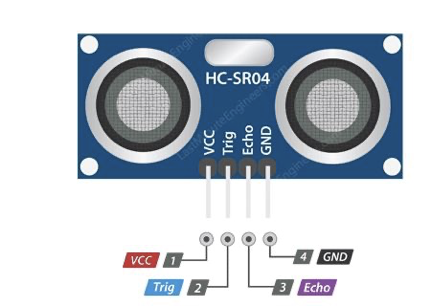 HC-SR04
VCC
Trig
Echo
GND
VCC 1
4 GND
Trig 2
3 Echo